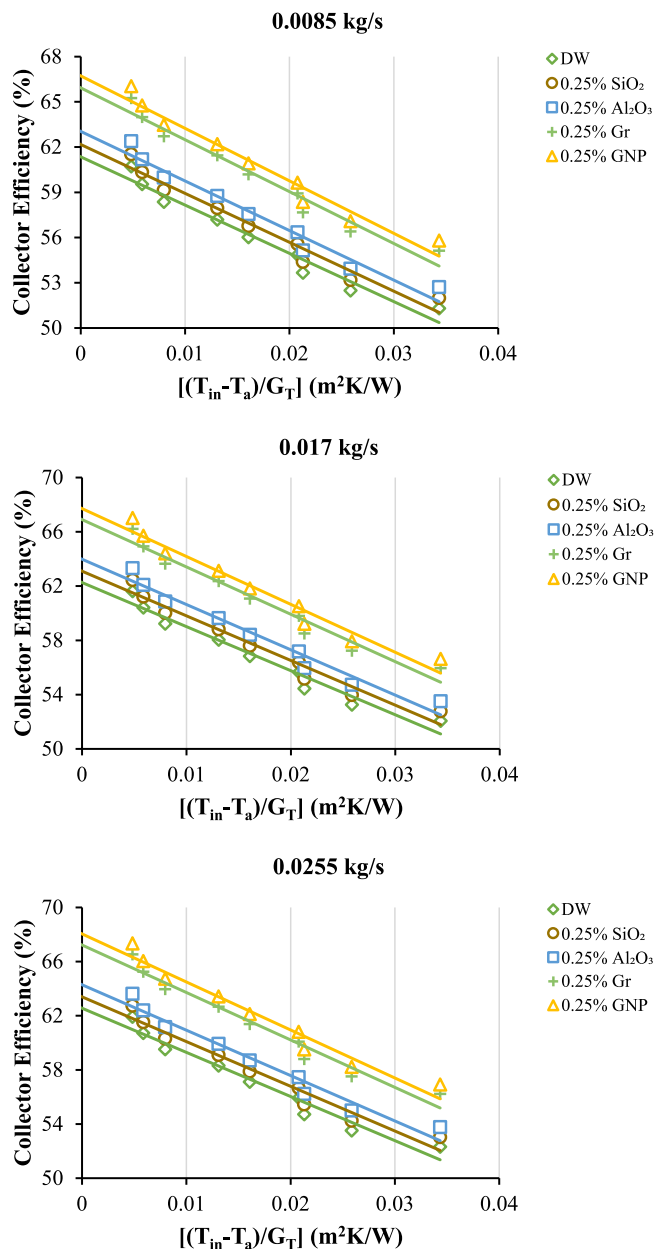 0.0085 kg/s
Collector Efficiency (%)
68
65
62
59
56
53
50
0
0.01
0.02
0.03
0.04
[(Tin-Ta)/GT] (m²K/W)
DW
0.25% SiO₂
0.25% Al₂O₃
0.25% Gr
0.25% GNP
0.017 kg/s
Collector Efficiency (%)
70
66
62
58
54
50
0
0.01
0.02
0.03
0.04
[(Tin-Ta)/GT] (m²K/W)
DW
0.25% SiO₂
0.25% Al₂O₃
0.25% Gr
0.25% GNP
0.0255 kg/s
Collector Efficiency (%)
70
66
62
58
54
50
0
0.01
0.02
0.03
0.04
[(Tin-Ta)/GT] (m²K/W)
DW
0.25% SiO₂
0.25% Al₂O₃
0.25% Gr
0.25% GNP